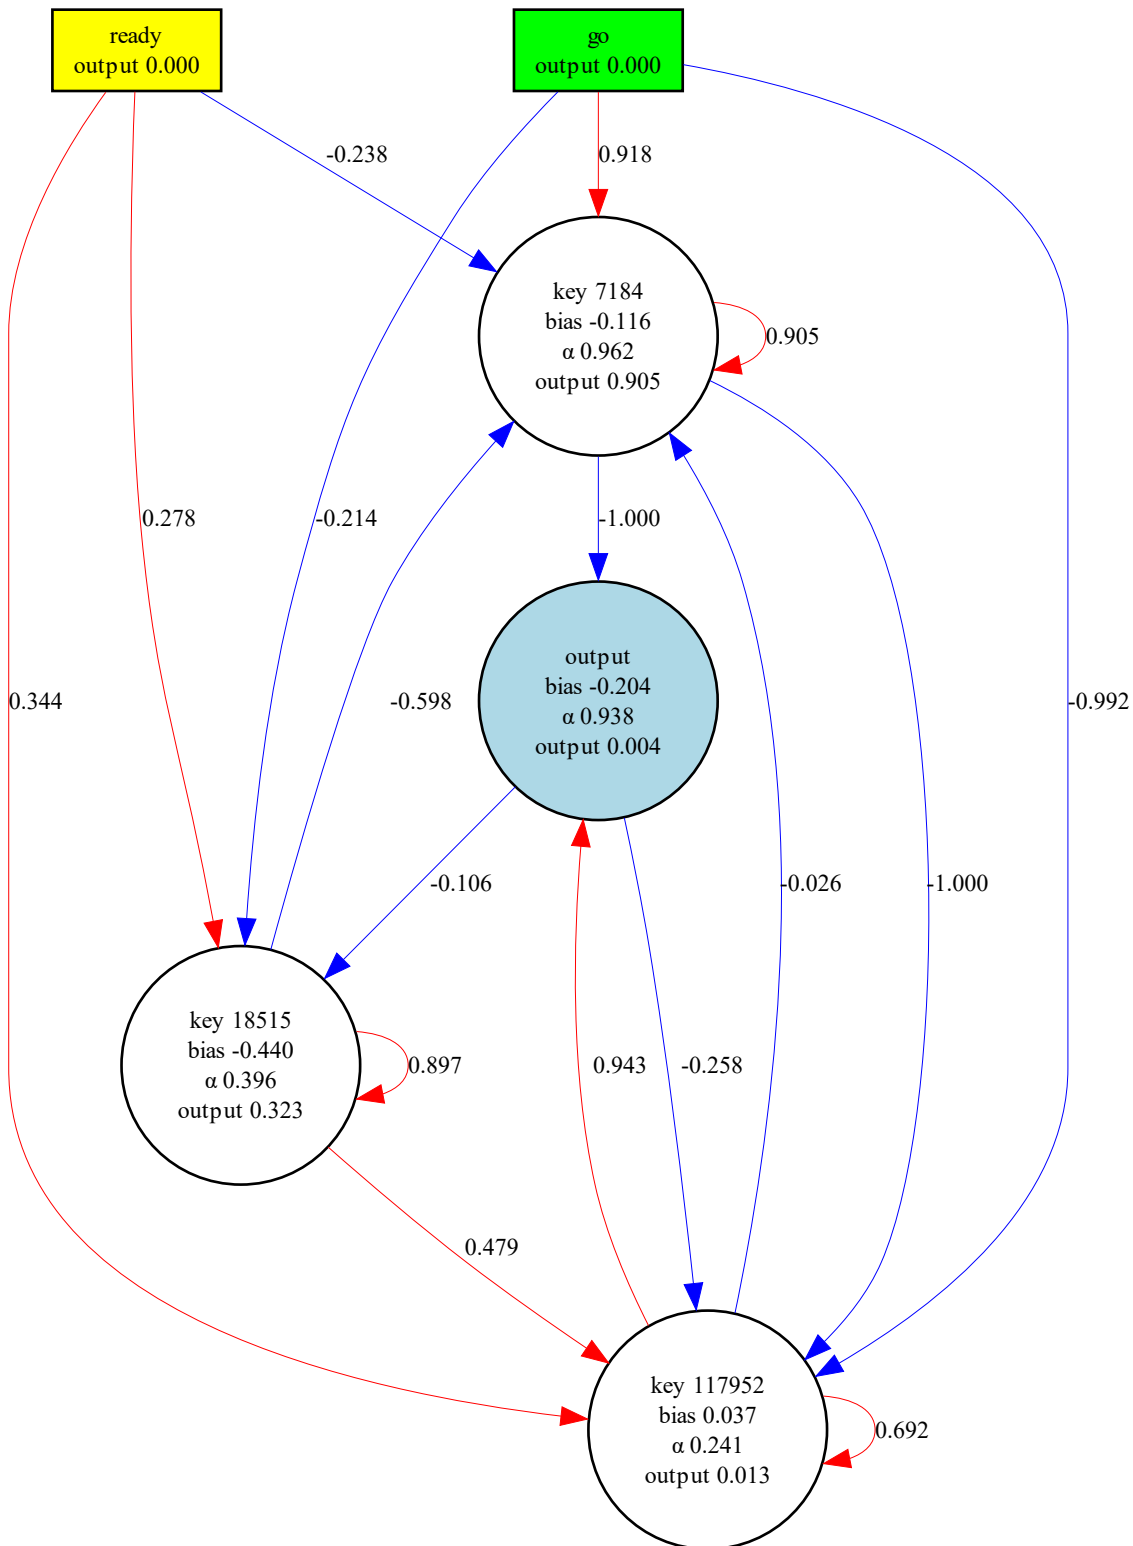 ready
output 0.000
go
output 0.000
-0.238
0.918
key 7184
bias -0.116
α 0.962
output 0.905
0.905
0.278
-0.214
-1.000
output
bias -0.204
α 0.938
output 0.004
0.344
-0.598
-0.992
-0.106
-0.026
-1.000
key 18515
bias -0.440
α 0.396
output 0.323
0.897
0.943
-0.258
0.479
key 117952
bias 0.037
α 0.241
output 0.013
0.692